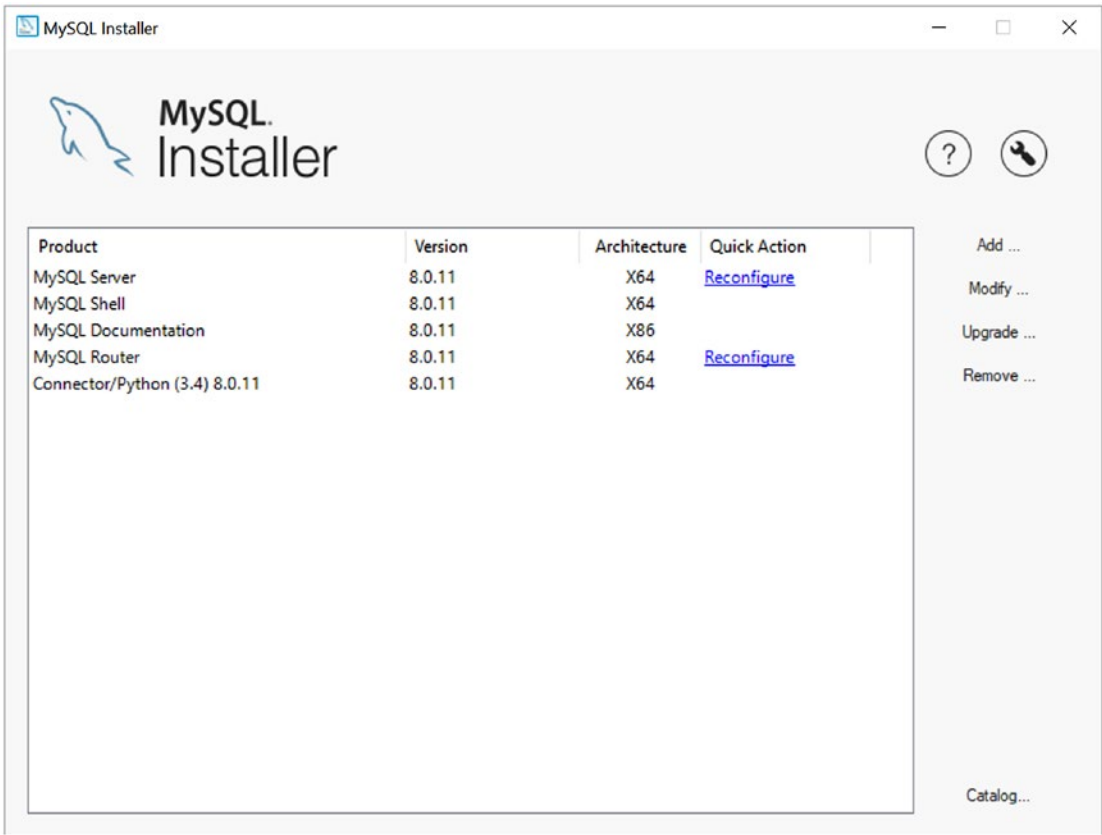 MySQL Installer
MySQL.
Installer
?
Product Version Architecture Quick Action
MySQL Server 8.0.11 X64 Reconfigure
MySQL Shell 8.0.11 X64
MySQL Documentation 8.0.11 X86
MySQL Router 8.0.11 X64 Reconfigure
Connector/Python (3.4) 8.0.11 8.0.11 X64
Add ...
Modify ...
Upgrade ...
Remove ...
Catalog...